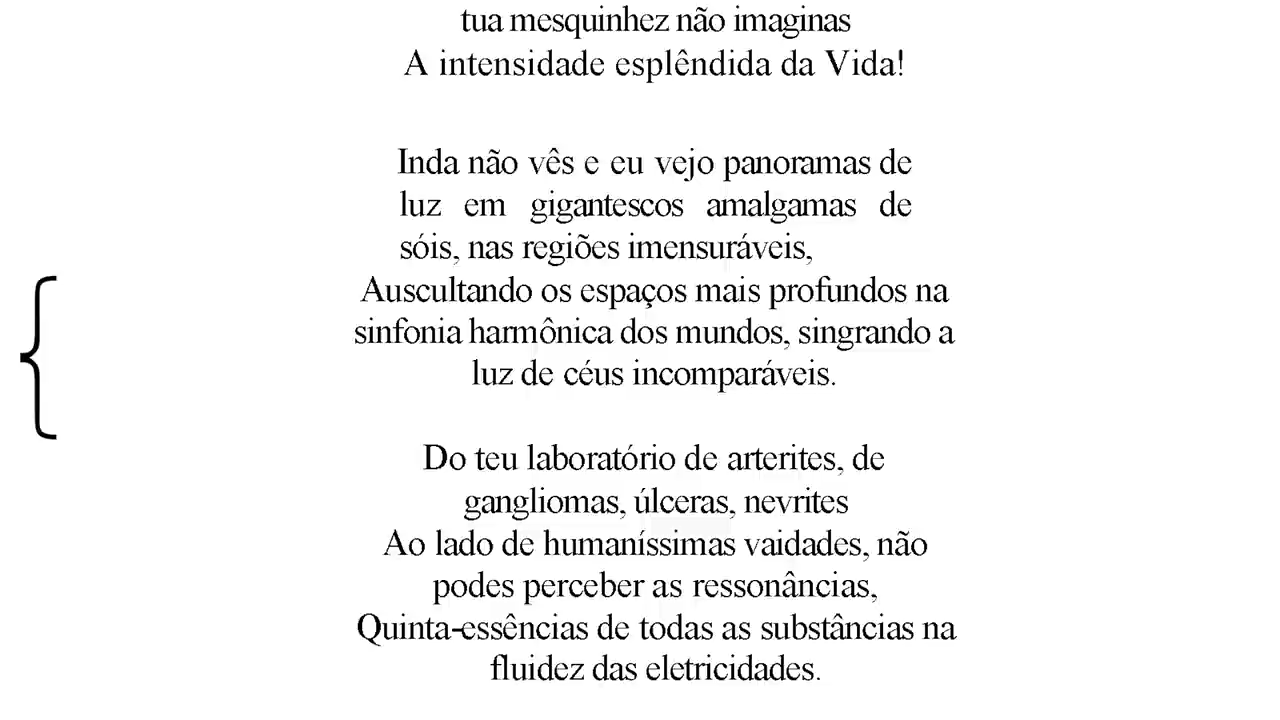 tua mesquinhez não imaginas
A intensidade esplêndida da Vida!
Inda não vês e eu vejo panoramas de
luz em gigantescos amalgamas de
sóis, nas regiões imensuráveis,
Auscultando os espaços mais profundos na
sinfonia harmônica dos mundos, singrando a
luz de céus incomparáveis.
Do teu laboratório de arterites, de
gangliomas, úlceras, nevrites
Ao lado de humaníssimas vaidades, não
podes perceber as ressonâncias,
Quinta-essências de todas as substâncias na
fluidez das eletricidades.